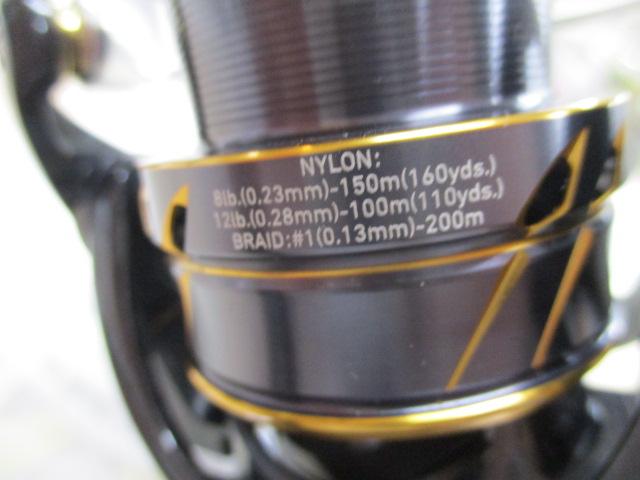 NYLON:
8lb.(0.23mm)-150m(160yds.)
12lb.(0.28mm)-100m(110yds.)
BRAID:#1(0.13mm)-200m